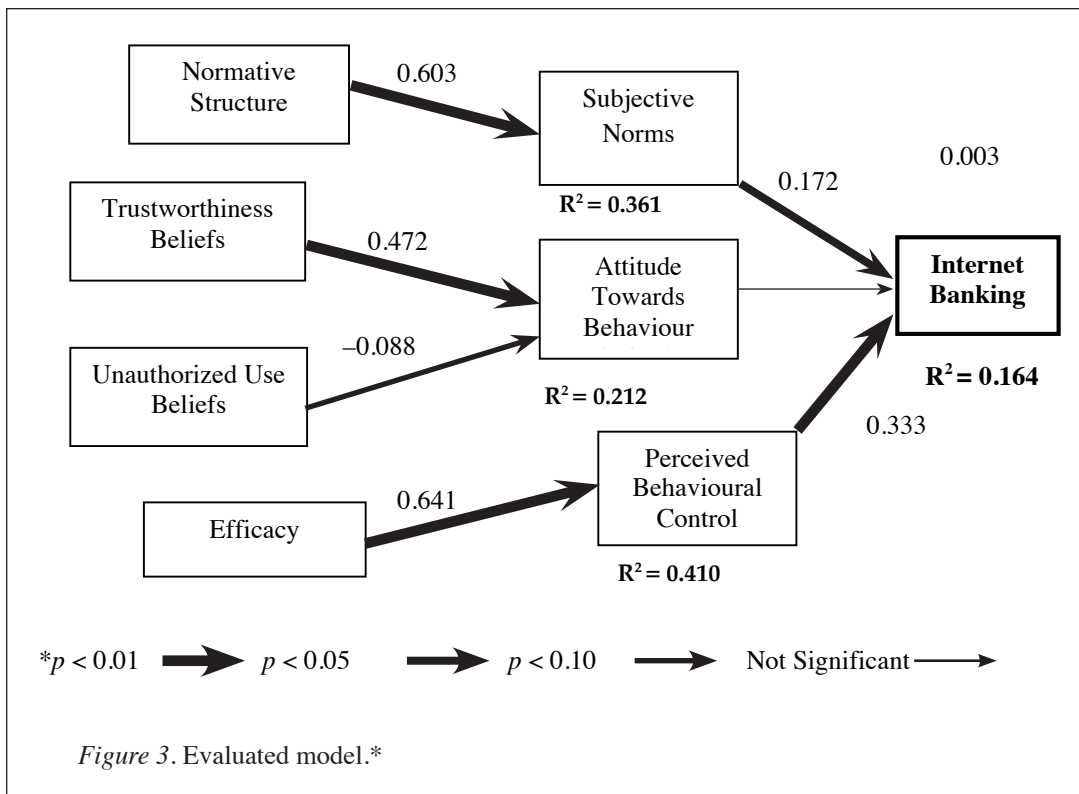 Normative
Structure
0.603
Subjective
Norms
R² = 0.361
0.003
0.172
Trustworthiness
Beliefs
0.472
Attitude
Towards
Behaviour
R² = 0.212
Internet
Banking
R² = 0.164
–0.088
Unauthorized Use
Beliefs
0.333
Perceived
Behavioural
Control
R² = 0.410
0.641
Efficacy
*p < 0.01 p < 0.05 p < 0.10 Not Significant
Figure 3. Evaluated model.*